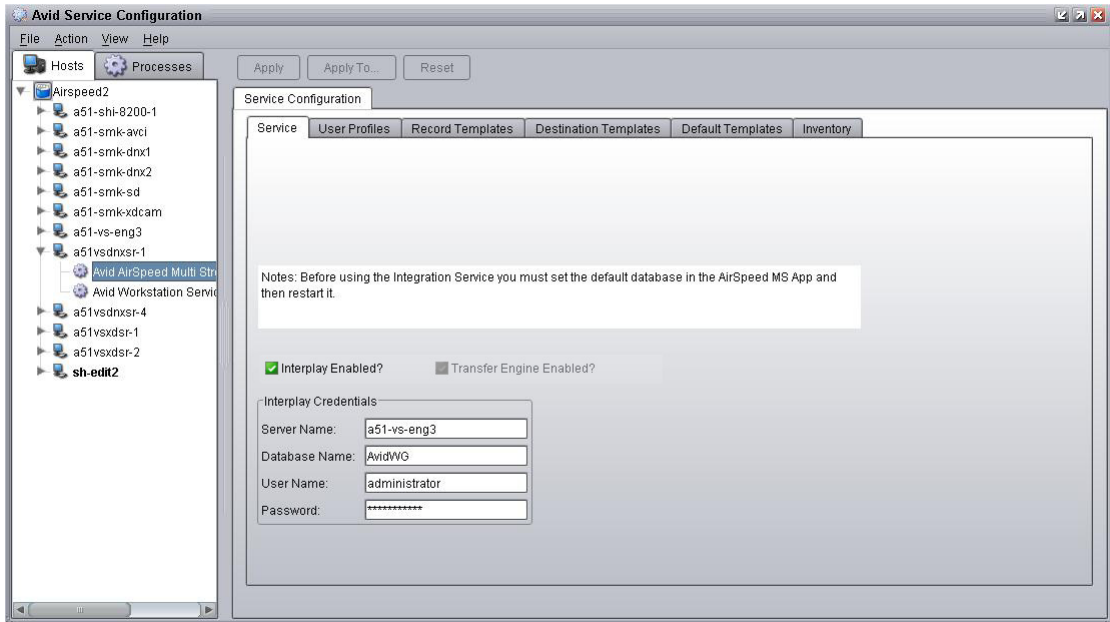 Avid Service Configuration
File Action View Help
Hosts Processes
Apply Apply To... Reset
Airspeed2
a51-shi-8200-1
a51-smk-avci
a51-smk-dnx1
a51-smk-dnx2
a51-smk-sd
a51-smk-xdcam
a51-vs-eng3
a51vsdnxsr-1
Avid AirSpeed Multi Str
Avid Workstation Servic
a51vsdnxsr-4
a51vsxdsr-1
a51vsxdsr-2
sh-edit2
Service Configuration
Service User Profiles Record Templates Destination Templates Default Templates Inventory
Notes: Before using the Integration Service you must set the default database in the AirSpeed MS App and
then restart it.
Interplay Enabled? Transfer Engine Enabled?
Interplay Credentials
Server Name: a51-vs-eng3
Database Name: AvidWG
User Name: administrator
Password: ***********